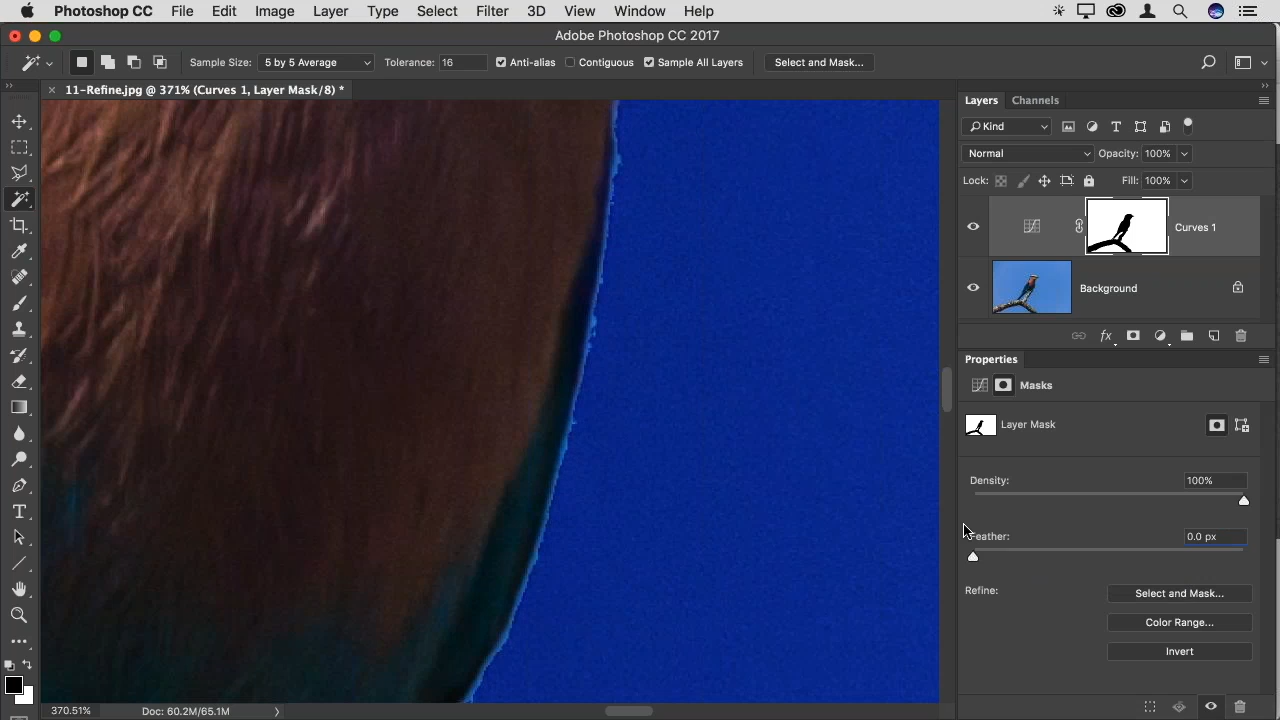 Photoshop CC File Edit Image Layer Type Select Filter 3D View Window Help
Adobe Photoshop CC 2017
Sample Size: 5 by 5 Average Tolerance: 16 Anti-alias Contiguous Sample All Layers Select and Mask...
11-Refine.jpg @ 371% (Curves 1, Layer Mask/8) *
Layers Channels
Kind
Normal Opacity: 100%
Lock: Fill: 100%
Curves 1
Background
fx
Properties
Masks
Layer Mask
Density: 100%
Feather: 0.0 px
Refine: Select and Mask...
Color Range...
Invert
370.51% Doc: 60.2M/65.1M